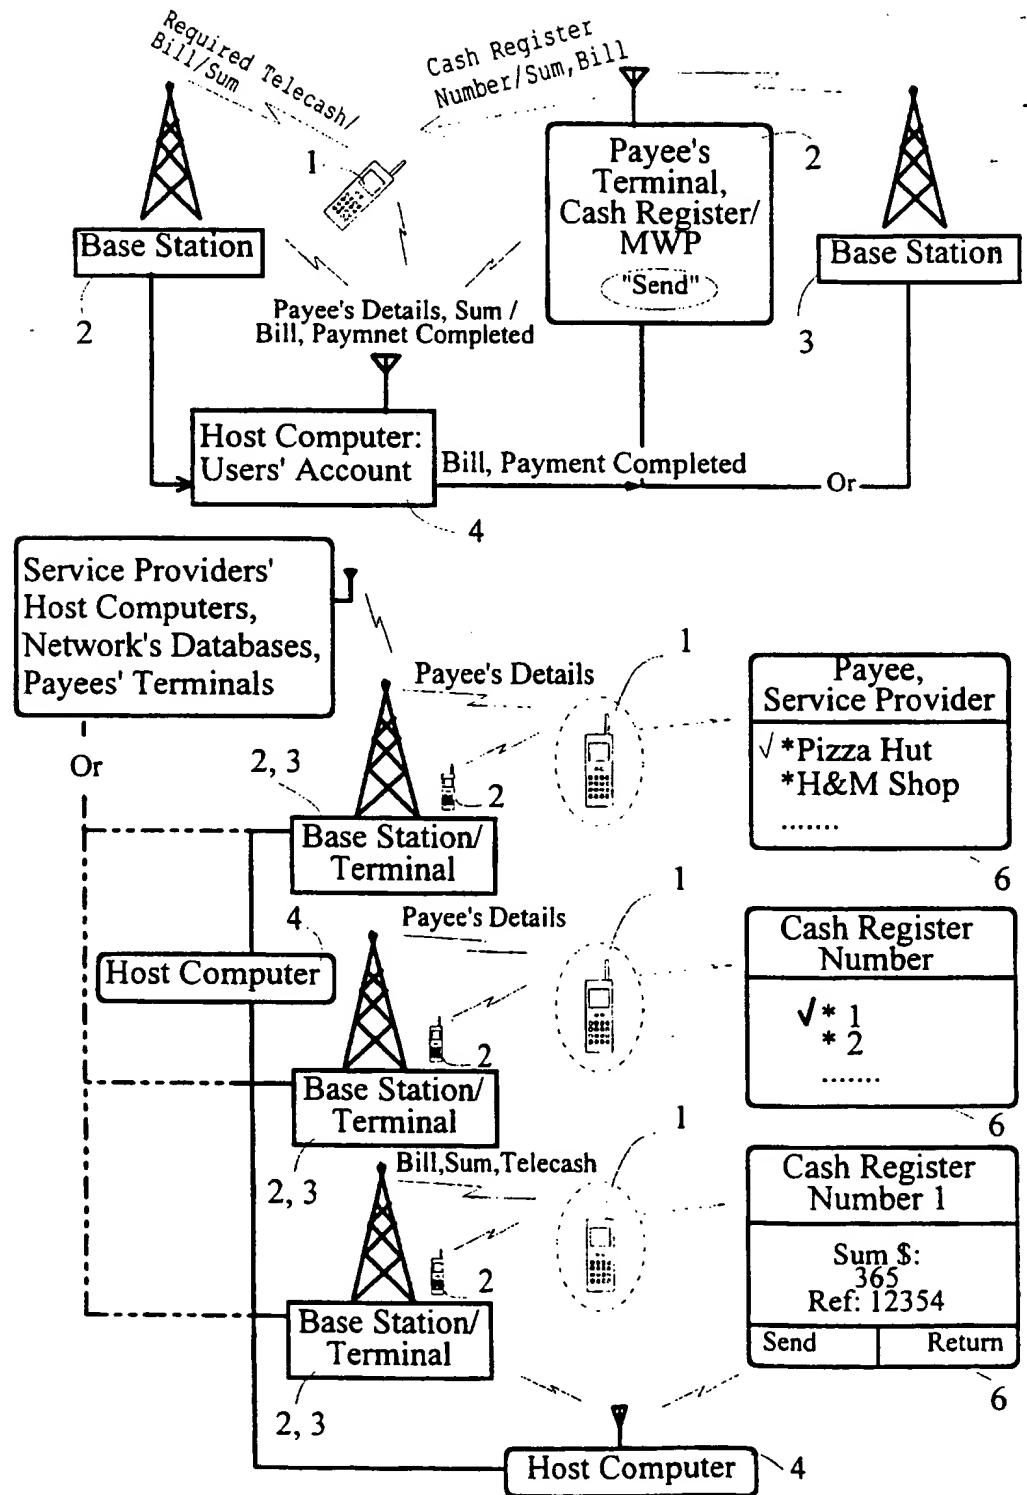 Required Telecash/
Bill/Sum
Cash Register
Number/Sum,Bill
1
Payee's
Terminal,
Cash Register/
MWP
"Send"
2
Base Station
2
Base Station
3
Payee's Details, Sum /
Bill, Paymnet Completed
Host Computer:
Users' Account
Bill, Payment Completed
Or
4
Service Providers'
Host Computers,
Network's Databases,
Payees' Terminals
Or
Payee's Details
1
2, 3
2
Base Station/
Terminal
Payee,
Service Provider
√ *Pizza Hut
*H&M Shop
.......
6
4
Host Computer
Payee's Details
1
2
Base Station/
Terminal
2, 3
Cash Register
Number
√ * 1
* 2
.......
6
Bill,Sum,Telecash
1
2
Base Station/
Terminal
2, 3
Cash Register
Number 1
Sum $:
365
Ref: 12354
Send Return
6
Host Computer
4